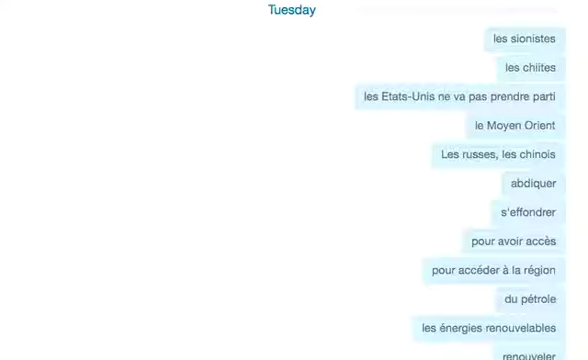 Tuesday
les sionistes
les chiites
les Etats-Unis ne va pas prendre parti
le Moyen Orient
Les russes, les chinois
abdiquer
s'effondrer
pour avoir accès
pour accéder à la région
du pétrole
les énergies renouvelables
renouveler